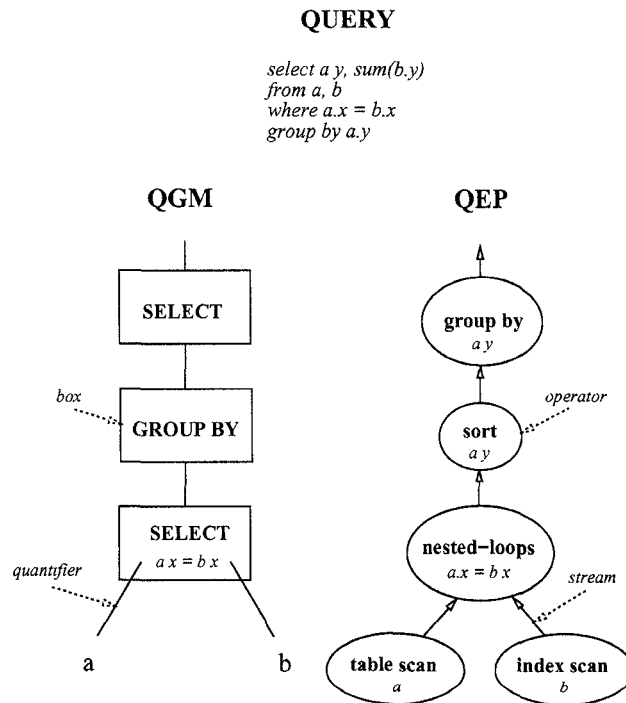 QUERY
select a y, sum(b.y)
from a, b
where a.x = b.x
group by a.y
QGM
QEP
SELECT
box
GROUP BY
SELECT
a x = b x
quantifier
a
b
group by
a y
operator
sort
a y
nested-loops
a.x = b x
stream
table scan
a
index scan
b